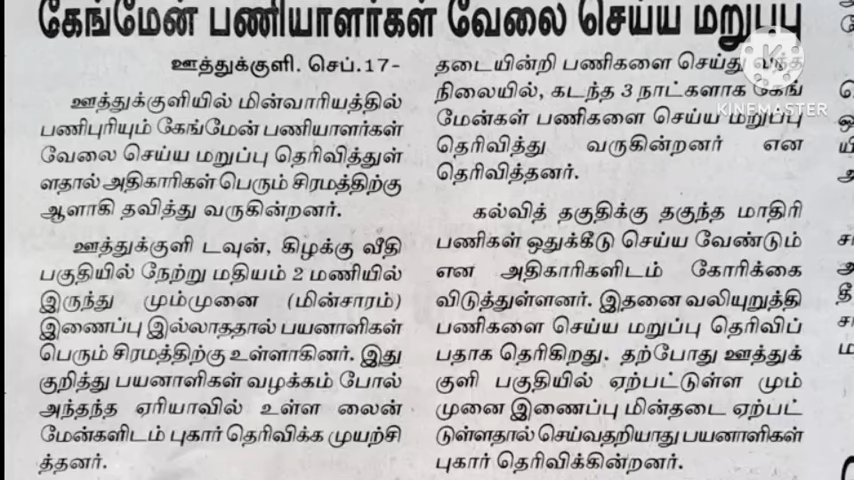 கேங்மேன் பணியாளர்கள் வேலை செய்ய மறுப்பு
ஊத்துக்குளி. செப்.17-
ஊத்துக்குளியில் மின்வாரியத்தில்
பணிபுரியும் கேங்மேன் பணியாளர்கள்
வேலை செய்ய மறுப்பு தெரிவித்துள்
ளதால் அதிகாரிகள் பெரும் சிரமத்திற்கு
ஆளாகி தவித்து வருகின்றனர்.
ஊத்துக்குளி டவுன், கிழக்கு வீதி
பகுதியில் நேற்று மதியம் 2 மணியில்
இருந்து மும்முனை (மின்சாரம்)
இணைப்பு இல்லாததால் பயனாளிகள்
பெரும் சிரமத்திற்கு உள்ளாகினர். இது
குறித்து பயனாளிகள் வழக்கம் போல்
அந்தந்த ஏரியாவில் உள்ள லைன்
மேன்களிடம் புகார் தெரிவிக்க முயற்சி
த்தனர்.
தடையின்றி பணிகளை செய்து வந்த
நிலையில், கடந்த 3 நாட்களாக கேங்
மேன்கள் பணிகளை செய்ய மறுப்பு
தெரிவித்து வருகின்றனர் என
தெரிவித்தனர்.
கல்வித் தகுதிக்கு தகுந்த மாதிரி
பணிகள் ஒதுக்கீடு செய்ய வேண்டும்
என அதிகாரிகளிடம் கோரிக்கை
விடுத்துள்ளனர். இதனை வலியுறுத்தி
பணிகளை செய்ய மறுப்பு தெரிவிப்
பதாக தெரிகிறது. தற்போது ஊத்துக்
குளி பகுதியில் ஏற்பட்டுள்ள மும்
முனை இணைப்பு மின்தடை ஏற்பட்
டுள்ளதால் செய்வதறியாது பயனாளிகள்
புகார் தெரிவிக்கின்றனர்.
KINEMASTER